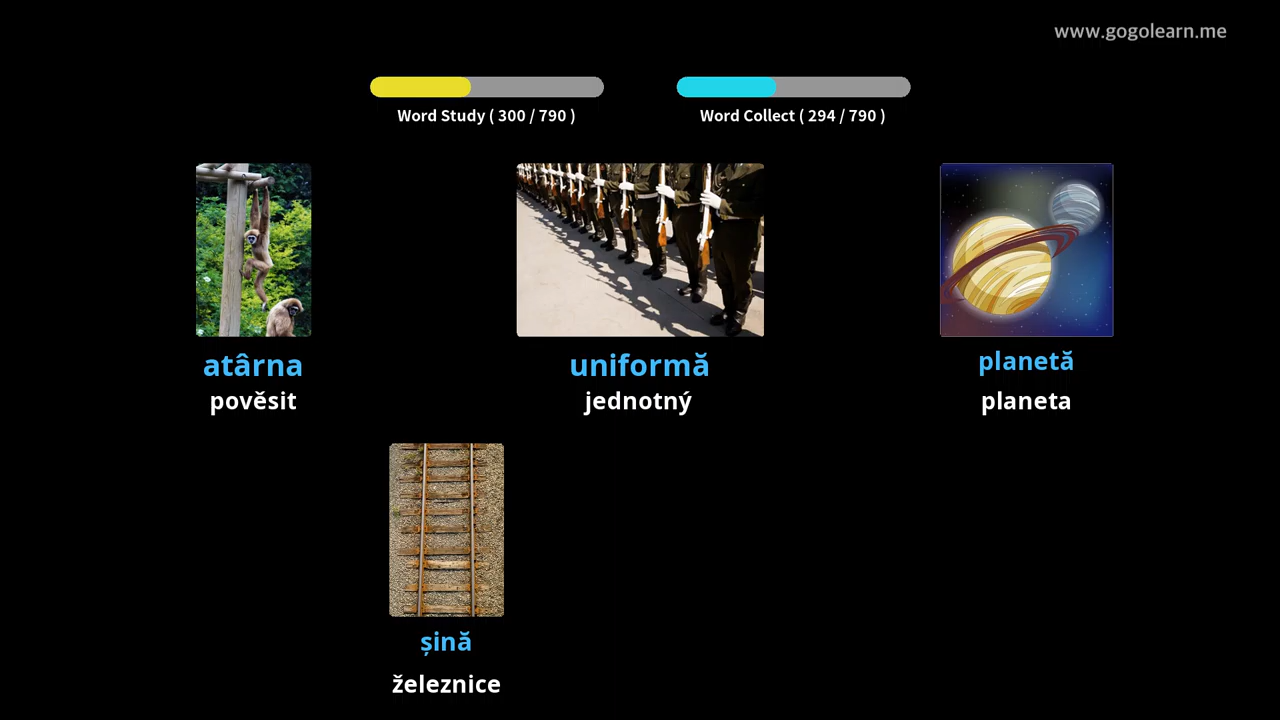 www.gogolearn.me
Word Study ( 300 / 790 )
Word Collect ( 294 / 790 )
atârna
pověsit
uniformă
jednotný
planetă
planeta
șină
železnice